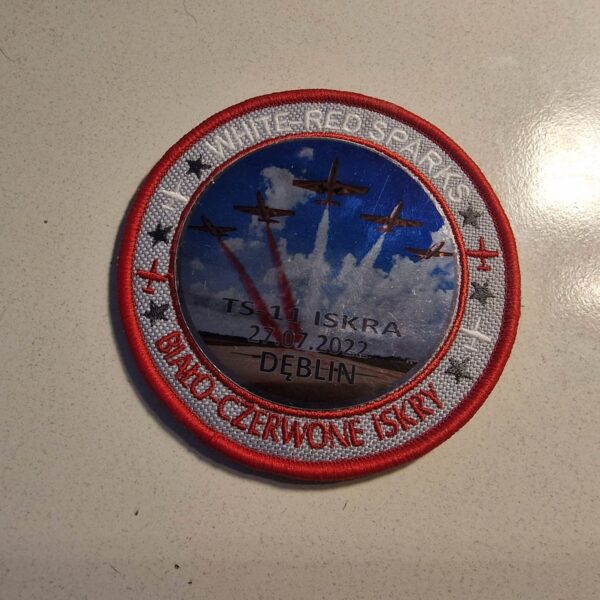 WHITE-RED SPARKS
TS-11 ISKRA
27.07.2022
DĘBLIN
BIAŁO-CZERWONE ISKRY